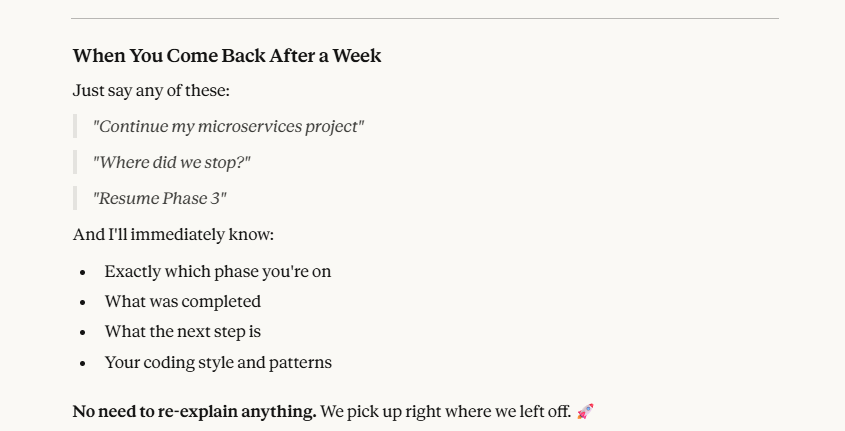 When You Come Back After a Week
Just say any of these:
"Continue my microservices project"
"Where did we stop?"
"Resume Phase 3"
And I'll immediately know:
• Exactly which phase you're on
• What was completed
• What the next step is
• Your coding style and patterns
No need to re-explain anything. We pick up right where we left off. 🚀